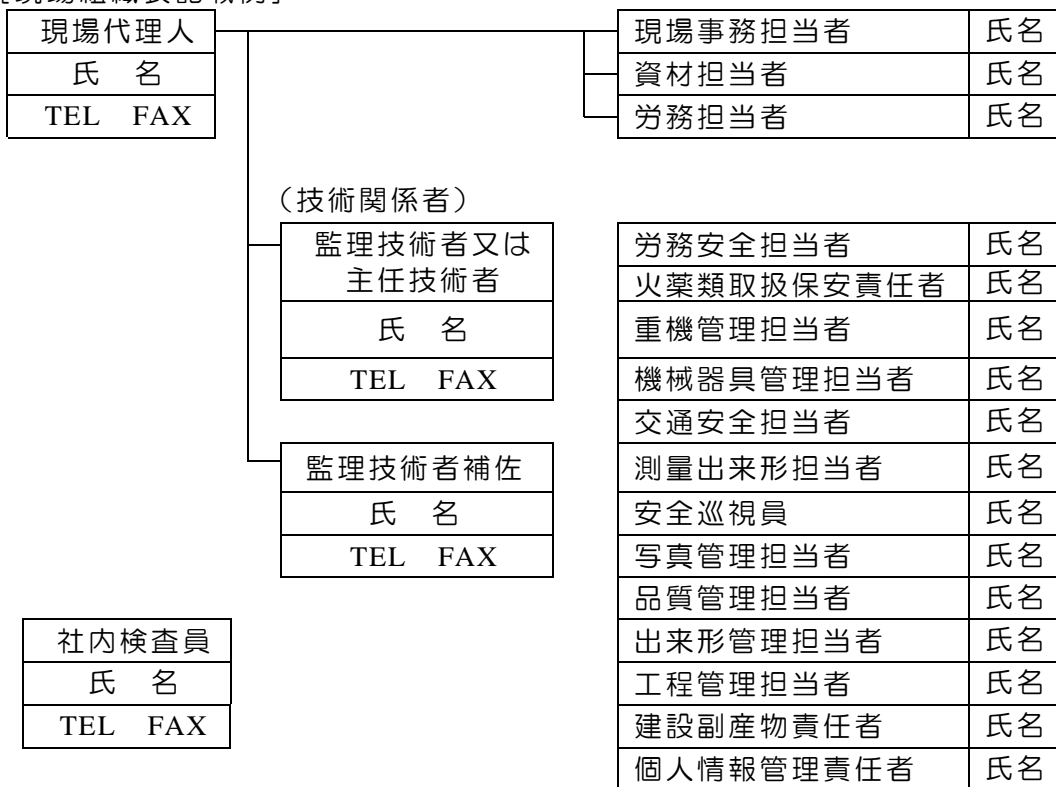 現場代理人
氏　名
TEL　FAX
現場事務担当者　氏名
資材担当者　氏名
労務担当者　氏名
（技術関係者）
監理技術者又は
主任技術者
氏　名
TEL　FAX
監理技術者補佐
氏　名
TEL　FAX
社内検査員
氏　名
TEL　FAX
労務安全担当者　氏名
火薬類取扱保安責任者　氏名
重機管理担当者　氏名
機械器具管理担当者　氏名
交通安全担当者　氏名
測量出来形担当者　氏名
安全巡視員　氏名
写真管理担当者　氏名
品質管理担当者　氏名
出来形管理担当者　氏名
工程管理担当者　氏名
建設副産物責任者　氏名
個人情報管理責任者　氏名